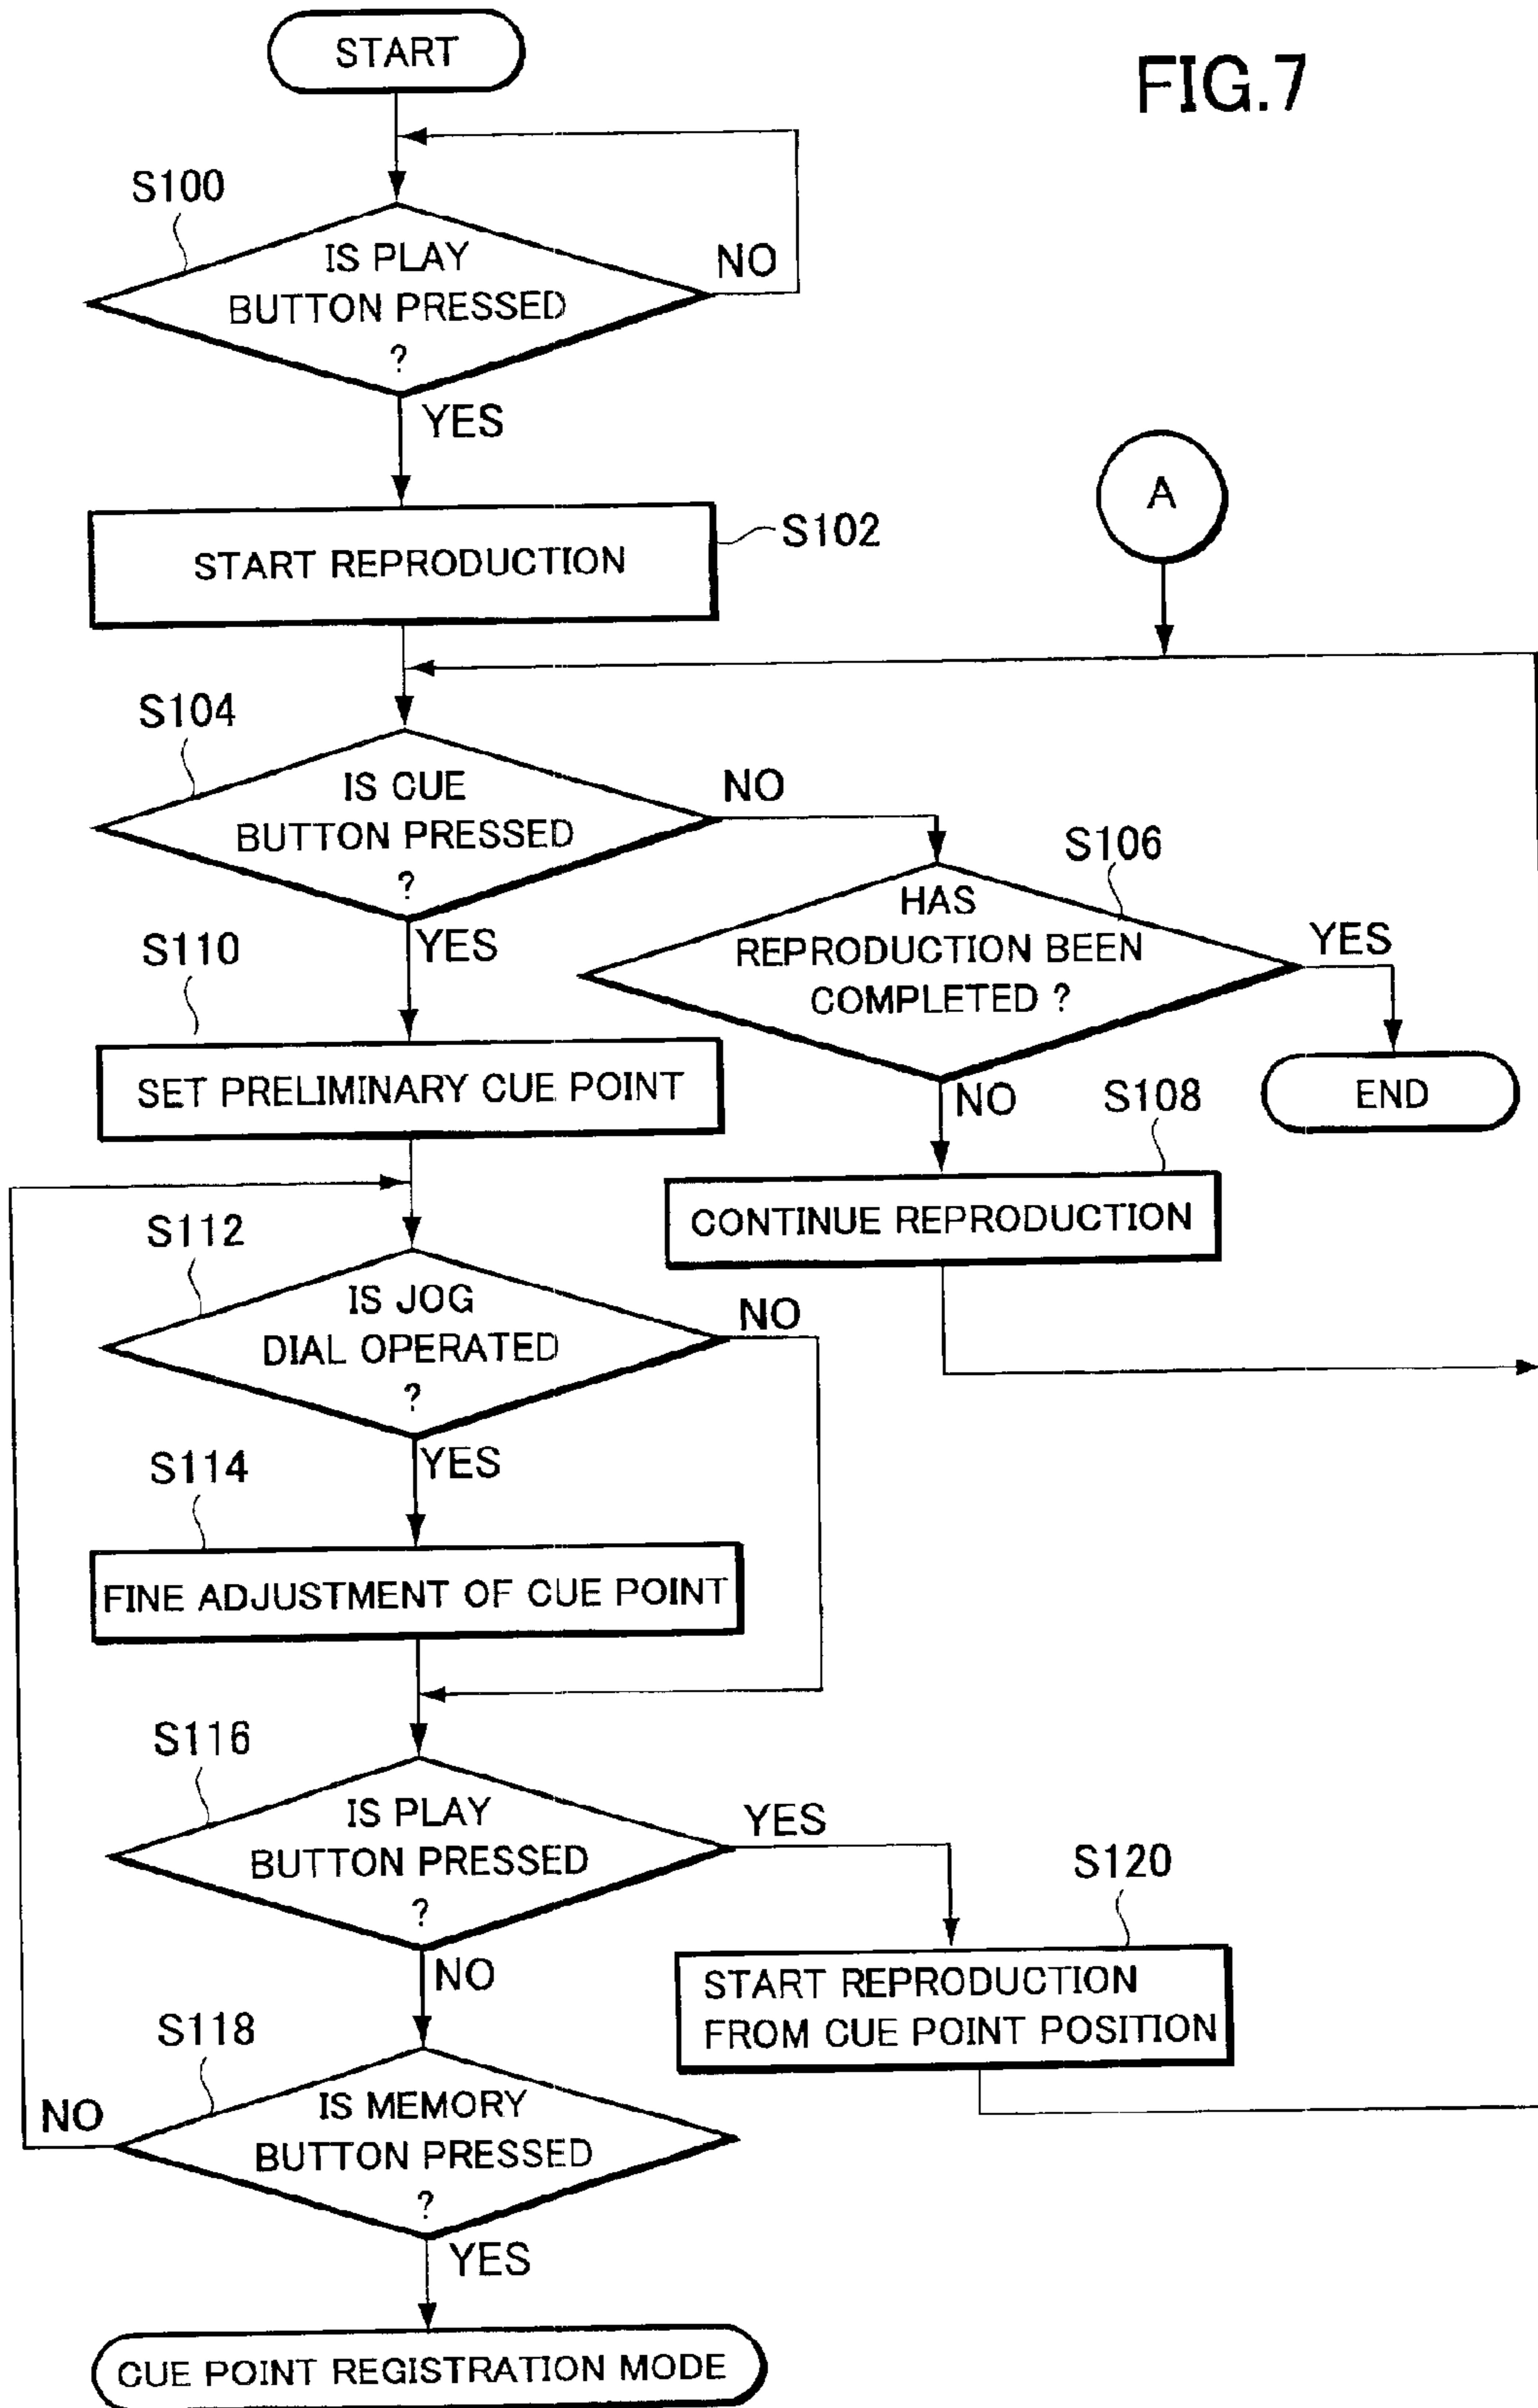 START
FIG.7
S100
IS PLAY
BUTTON PRESSED
?
NO
YES
START REPRODUCTION
S102
A
S104
IS CUE
BUTTON PRESSED
?
NO
YES
S106
HAS
REPRODUCTION BEEN
COMPLETED ?
YES
END
NO
S108
CONTINUE REPRODUCTION
S110
SET PRELIMINARY CUE POINT
S112
IS JOG
DIAL OPERATED
?
NO
YES
S114
FINE ADJUSTMENT OF CUE POINT
S116
IS PLAY
BUTTON PRESSED
?
YES
NO
S120
START REPRODUCTION
FROM CUE POINT POSITION
S118
IS MEMORY
BUTTON PRESSED
?
NO
YES
CUE POINT REGISTRATION MODE